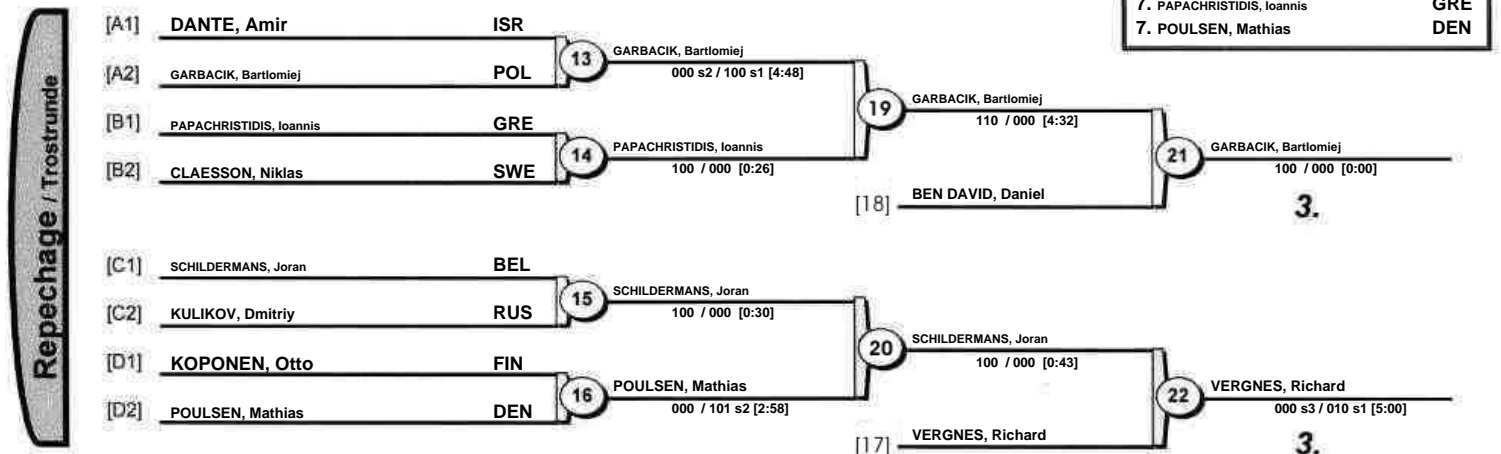 7. PAPACHRISTIDIS, Ioannis GRE
7. POULSEN, Mathias DEN
Repechage / Trostrunde
[A1] DANTE, Amir ISR
13 GARBACIK, Bartlomiej
000 s2 / 100 s1 [4:48]
[A2] GARBACIK, Bartlomiej POL
19 GARBACIK, Bartlomiej
110 / 000 [4:32]
[B1] PAPACHRISTIDIS, Ioannis GRE
14 PAPACHRISTIDIS, Ioannis
100 / 000 [0:26]
[B2] CLAESSON, Niklas SWE
21 GARBACIK, Bartlomiej
100 / 000 [0:00]
[18] BEN DAVID, Daniel
3.
[C1] SCHILDERMANS, Joran BEL
15 SCHILDERMANS, Joran
100 / 000 [0:30]
[C2] KULIKOV, Dmitriy RUS
20 SCHILDERMANS, Joran
100 / 000 [0:43]
[D1] KOPONEN, Otto FIN
16 POULSEN, Mathias
000 / 101 s2 [2:58]
[D2] POULSEN, Mathias DEN
22 VERGNES, Richard
000 s3 / 010 s1 [5:00]
[17] VERGNES, Richard
3.